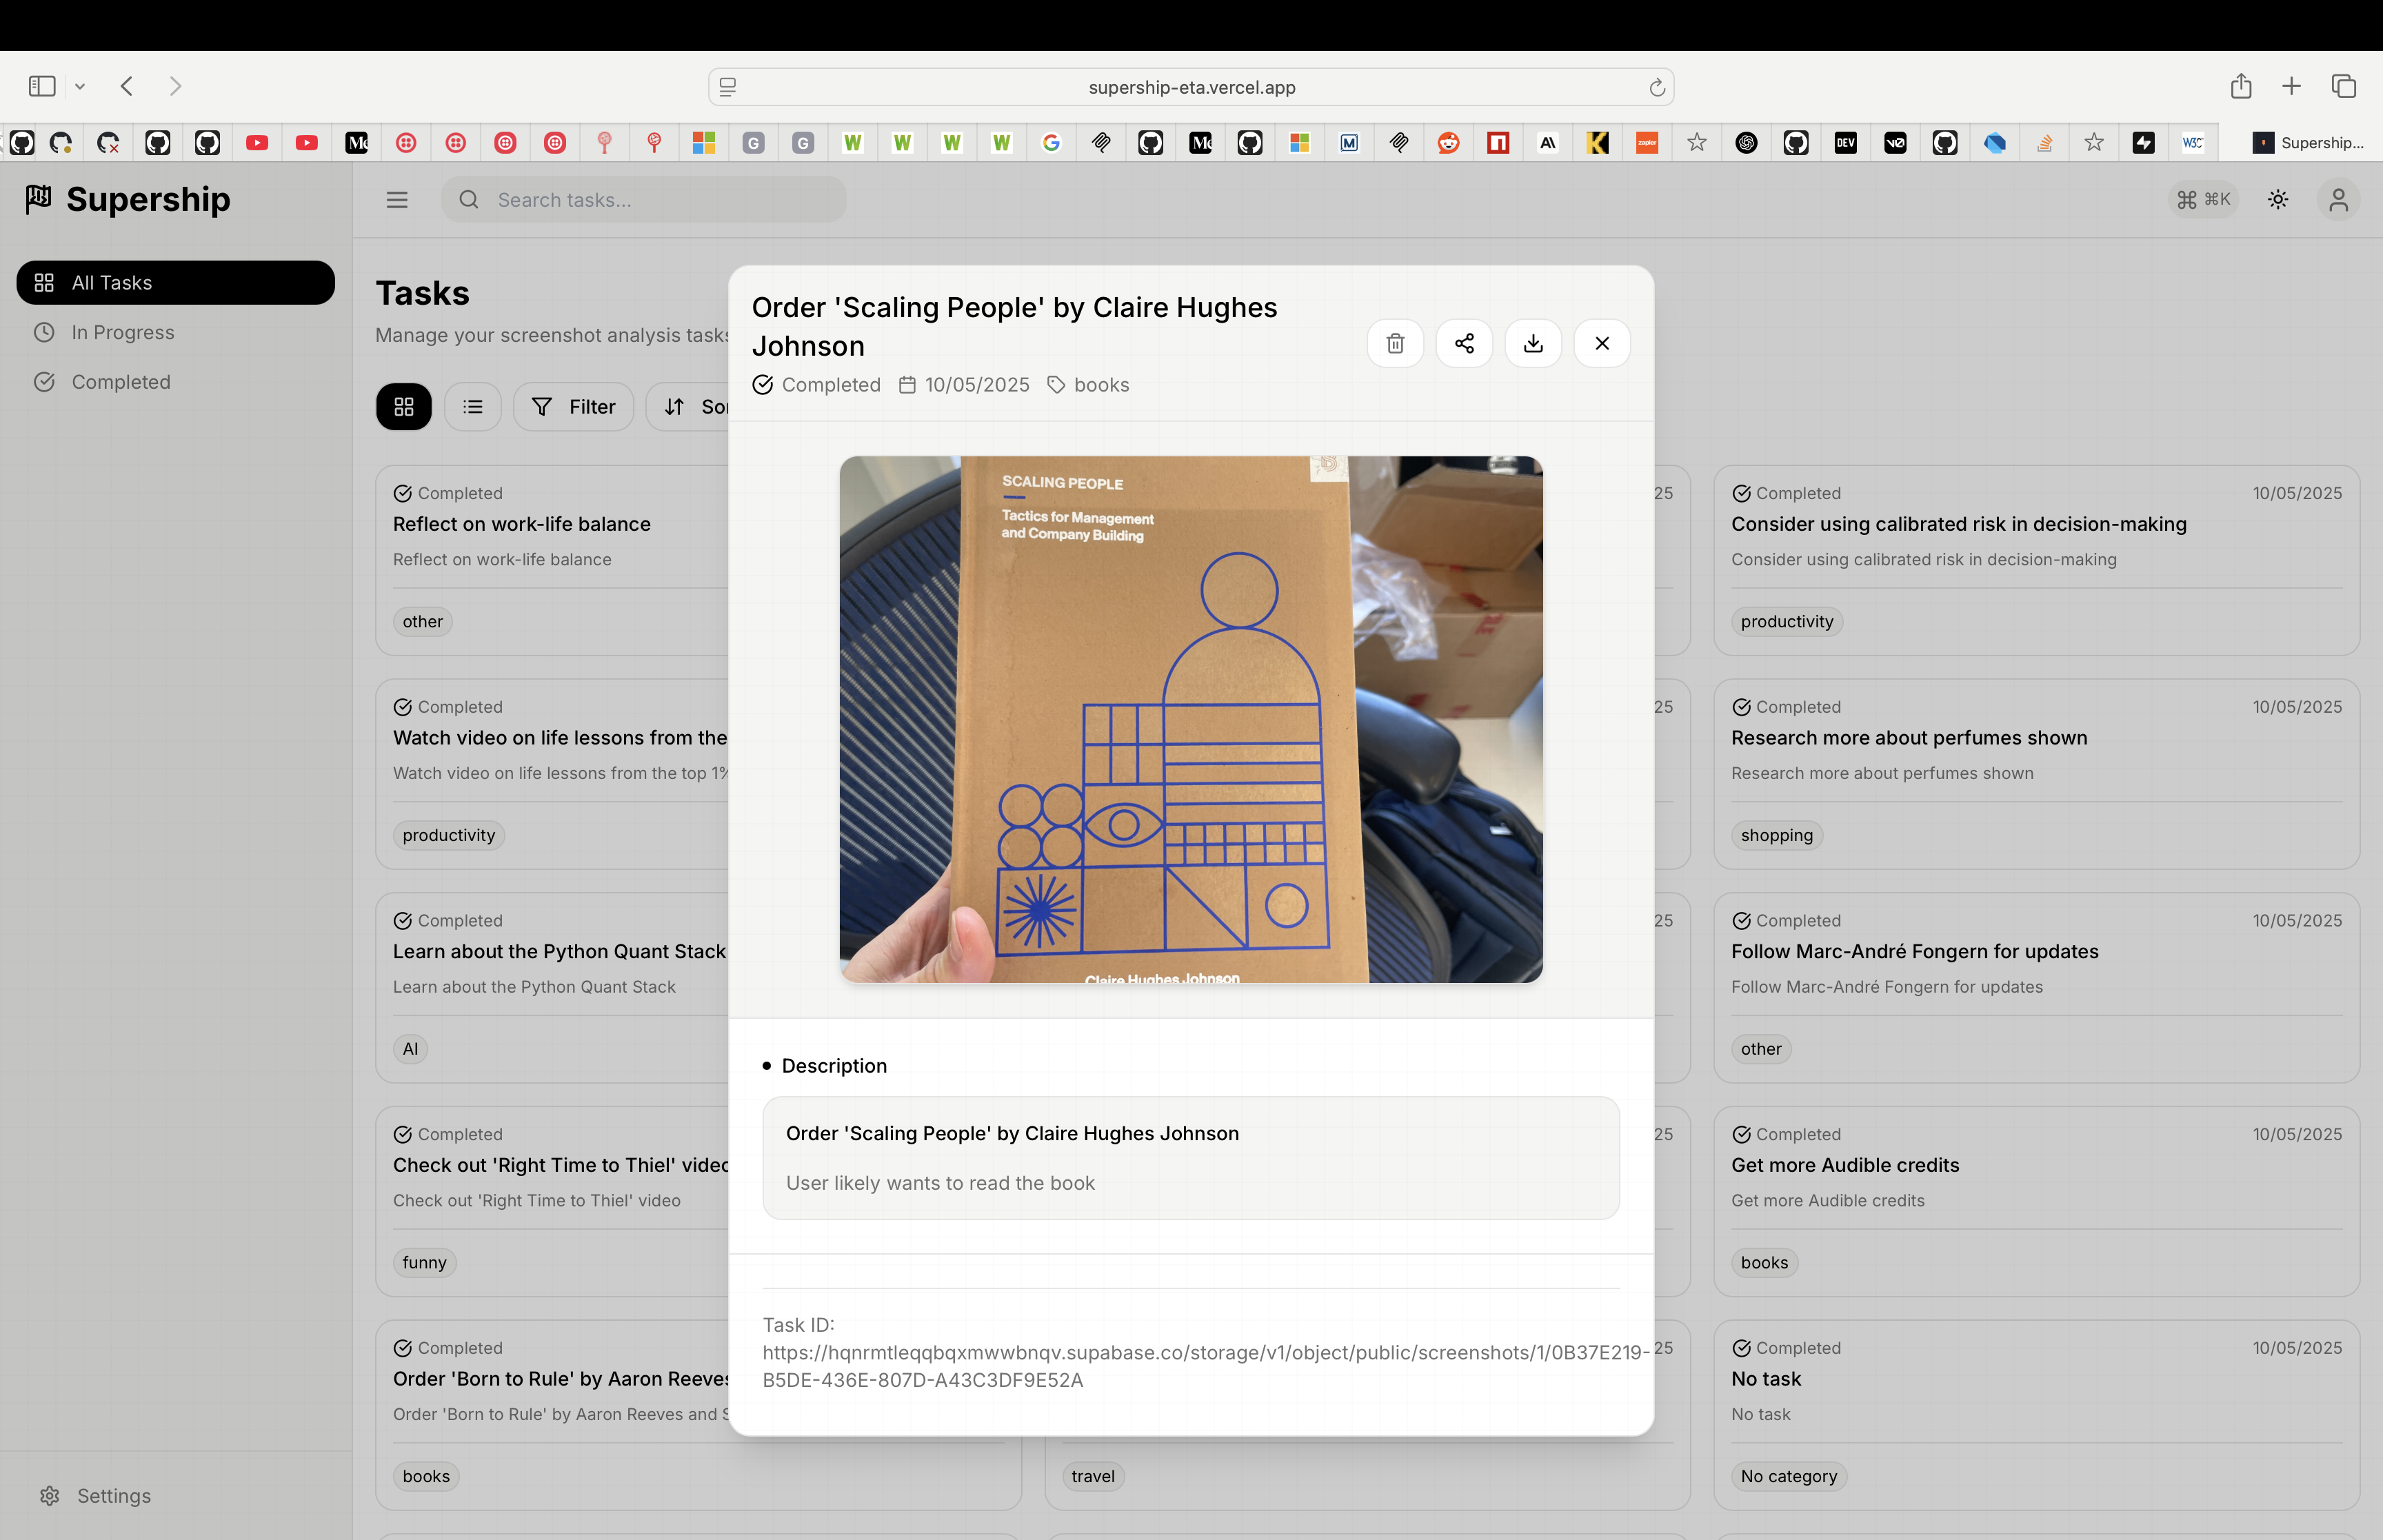 supership-eta.vercel.app
Supership...
Supership
Search tasks...
⌘K
All Tasks
In Progress
Completed
Settings
Tasks
Manage your screenshot analysis tasks
Filter
Completed
Reflect on work-life balance
Reflect on work-life balance
other
Completed
Watch video on life lessons from the
Watch video on life lessons from the top 1%
productivity
Completed
Learn about the Python Quant Stack
Learn about the Python Quant Stack
AI
Completed
Check out 'Right Time to Thiel' video
Check out 'Right Time to Thiel' video
funny
Completed
Order 'Born to Rule' by Aaron Reeves
Order 'Born to Rule' by Aaron Reeves and
books
Order 'Scaling People' by Claire Hughes
Johnson
Completed 10/05/2025 books
SCALING PEOPLE
Tactics for Management
and Company Building
Claire Hughes Johnson
Description
Order 'Scaling People' by Claire Hughes Johnson
User likely wants to read the book
Task ID:
https://hqnrmtleqqbqxmwwbnqv.supabase.co/storage/v1/object/public/screenshots/1/0B37E219-
B5DE-436E-807D-A43C3DF9E52A
travel
Completed 10/05/2025
Consider using calibrated risk in decision-making
Consider using calibrated risk in decision-making
productivity
Completed 10/05/2025
Research more about perfumes shown
Research more about perfumes shown
shopping
Completed 10/05/2025
Follow Marc-André Fongern for updates
Follow Marc-André Fongern for updates
other
Completed 10/05/2025
Get more Audible credits
Get more Audible credits
books
Completed 10/05/2025
No task
No task
No category